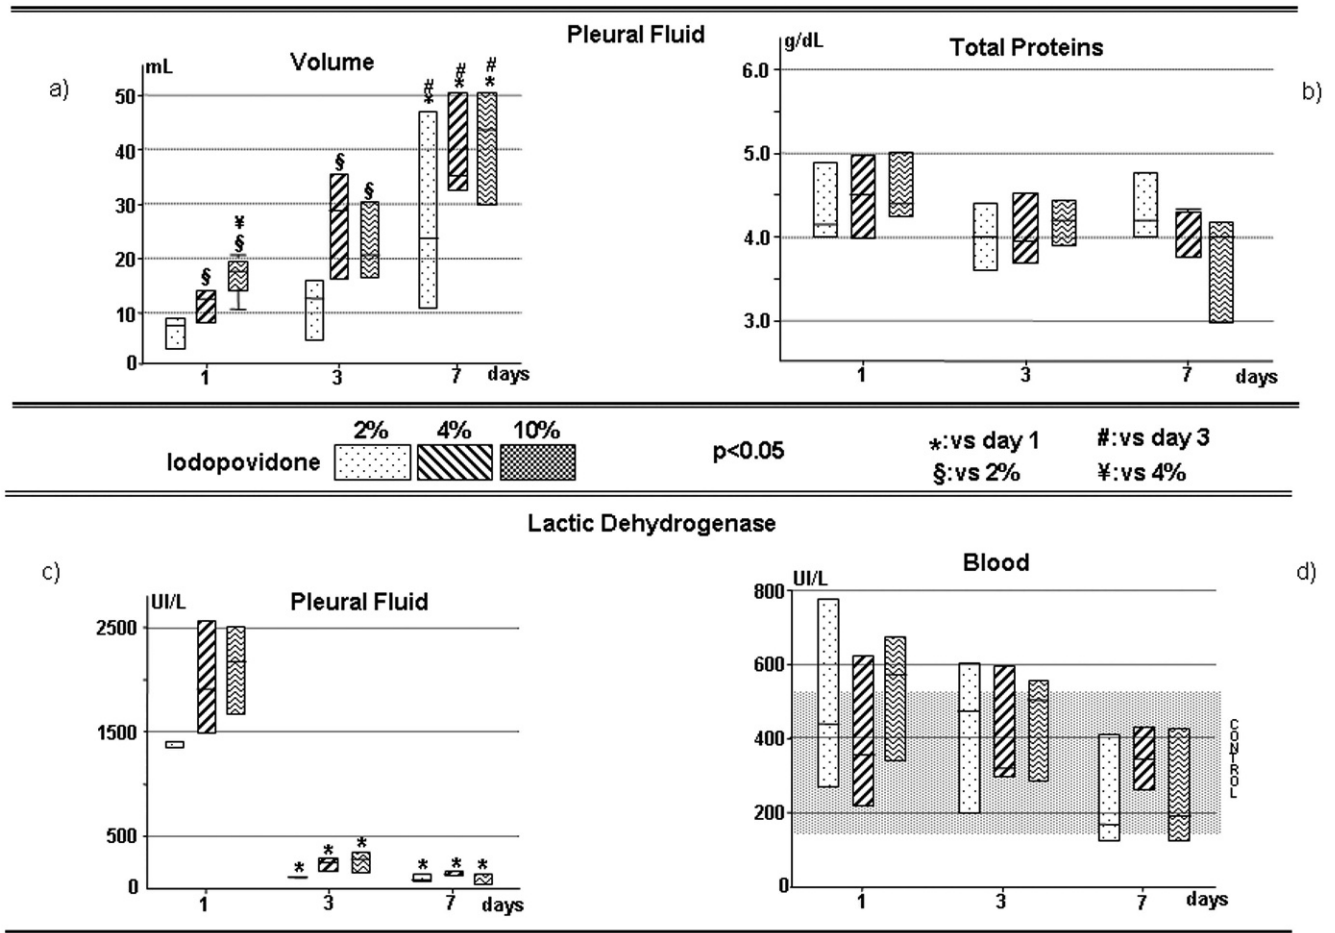 Pleural Fluid
a)
mL
Volume
50
40
30
20
10
0
§
¥
§
§
§
#
*
#
*
#
*
1
3
7
days
g/dL
Total Proteins
b)
6.0
5.0
4.0
3.0
1
3
7
days
2%
4%
10%
Iodopovidone
p<0.05
*:vs day 1
#:vs day 3
§:vs 2%
¥:vs 4%
Lactic Dehydrogenase
c)
UI/L
Pleural Fluid
2500
1500
500
0
*
*
*
*
*
*
1
3
7
days
Blood
d)
UI/L
800
600
400
200
0
CONTROL
1
3
7
days